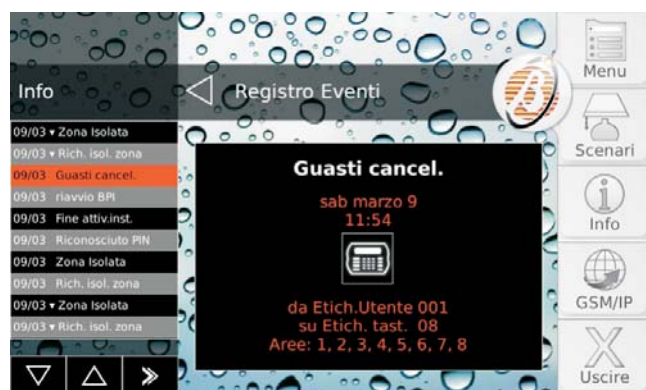 Info
Registro Eventi
09/03 ▾ Zona Isolata
09/03 ▾ Rich. isol. zona
09/03 Guasti cancel.
09/03 riavvio BPI
09/03 Fine attiv.inst.
09/03 Riconosciuto PIN
09/03 Zona Isolata
09/03 Rich. isol. zona
09/03 ▾ Zona Isolata
09/03 ▾ Rich. isol. zona
Guasti cancel.
sab marzo 9
11:54
da Etich.Utente 001
su Etich. tast. 08
Aree: 1, 2, 3, 4, 5, 6, 7, 8
Menu
Scenari
Info
GSM/IP
Uscire